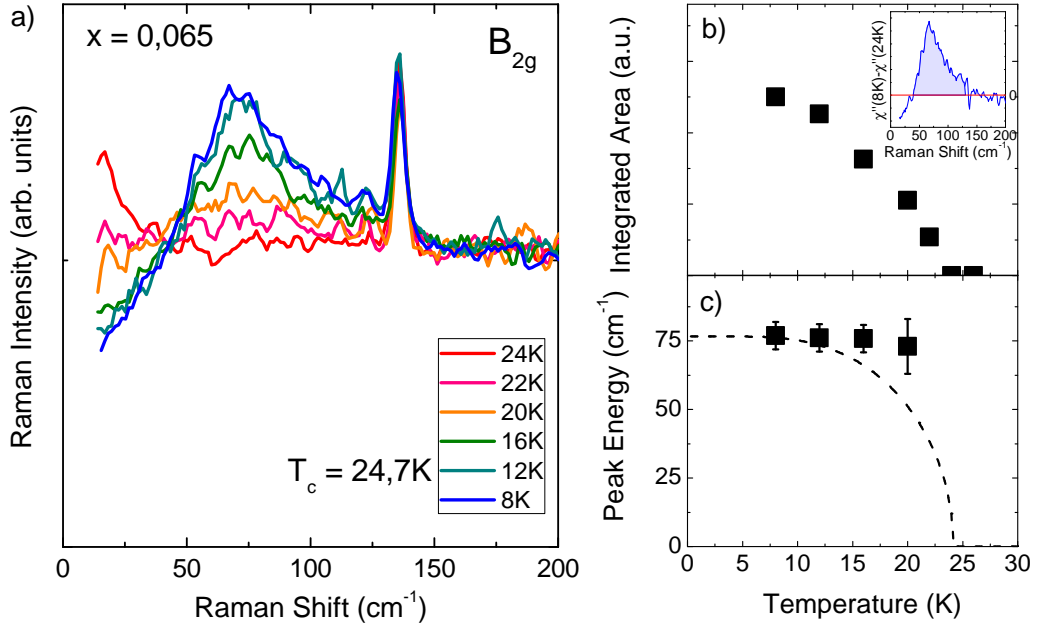 a)
x = 0,065
B2g
Raman Intensity (arb. units)
24K
22K
20K
16K
12K
8K
Tc = 24,7K
0
50
100
150
200
Raman Shift (cm-1)
b)
Integrated Area (a.u.)
χ''(8K)-χ''(24K)
0
0
50
100
150
200
Raman Shift (cm-1)
c)
Peak Energy (cm-1)
75
50
25
0
0
5
10
15
20
25
30
Temperature (K)